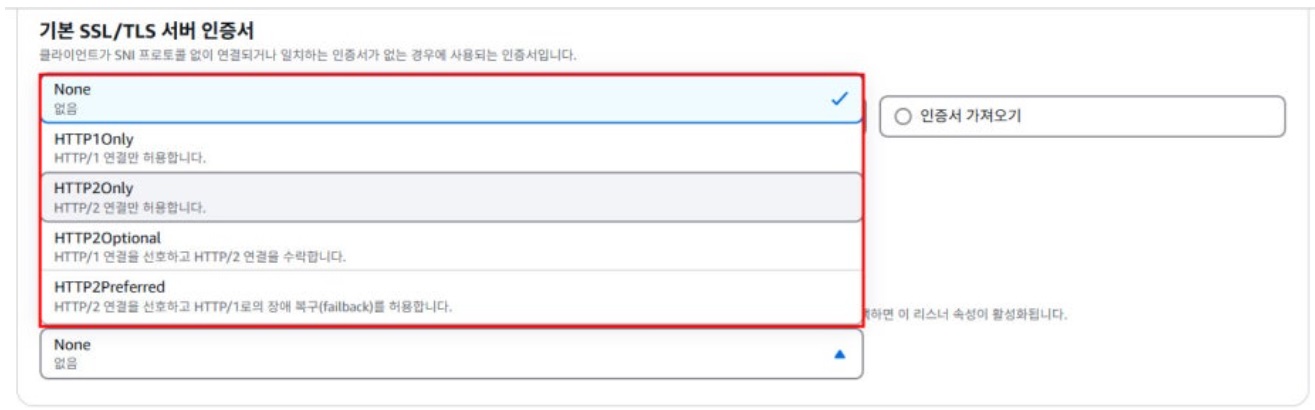 기본 SSL/TLS 서버 인증서
클라이언트가 SNI 프로토콜 없이 연결되거나 일치하는 인증서가 없는 경우에 사용되는 인증서입니다.
None
없음
인증서 가져오기
HTTP1Only
HTTP/1 연결만 허용합니다.
HTTP2Only
HTTP/2 연결만 허용합니다.
HTTP2Optional
HTTP/1 연결을 선호하고 HTTP/2 연결을 수락합니다.
HTTP2Preferred
HTTP/2 연결을 선호하고 HTTP/1로의 장애 복구(failback)를 허용합니다.
하면 이 리스너 속성이 활성화됩니다.
None
없음